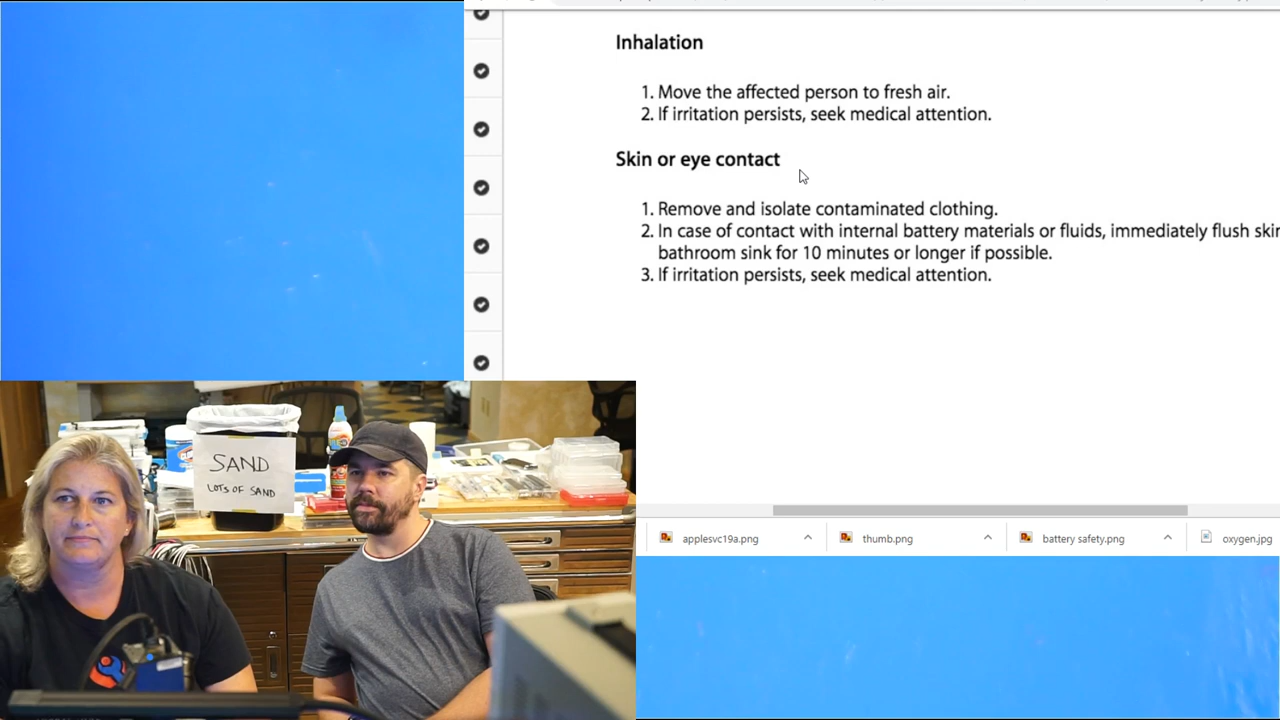 Inhalation
1. Move the affected person to fresh air.
2. If irritation persists, seek medical attention.
Skin or eye contact
1. Remove and isolate contaminated clothing.
2. In case of contact with internal battery materials or fluids, immediately flush
bathroom sink for 10 minutes or longer if possible.
3. If irritation persists, seek medical attention.
SAND
LOTS OF SAND
applesvc19a.png
thumb.png
battery safety.png
oxygen.jpg